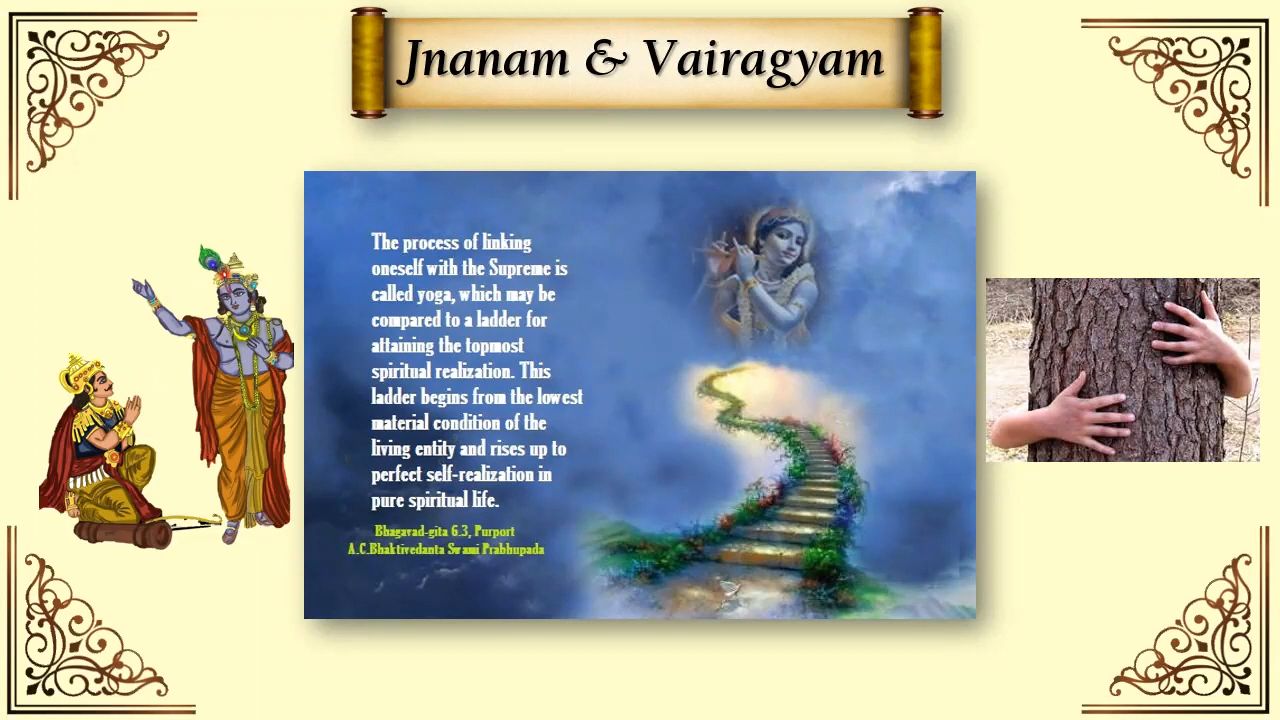 Jnanam & Vairagyam
The process of linking
oneself with the Supreme is
called yoga, which may be
compared to a ladder for
attaining the topmost
spiritual realization. This
ladder begins from the lowest
material condition of the
living entity and rises up to
perfect self-realization in
pure spiritual life.
Bhagavad-gita 6.3, Purport
A.C.Bhaktivedanta Swami Prabhupada